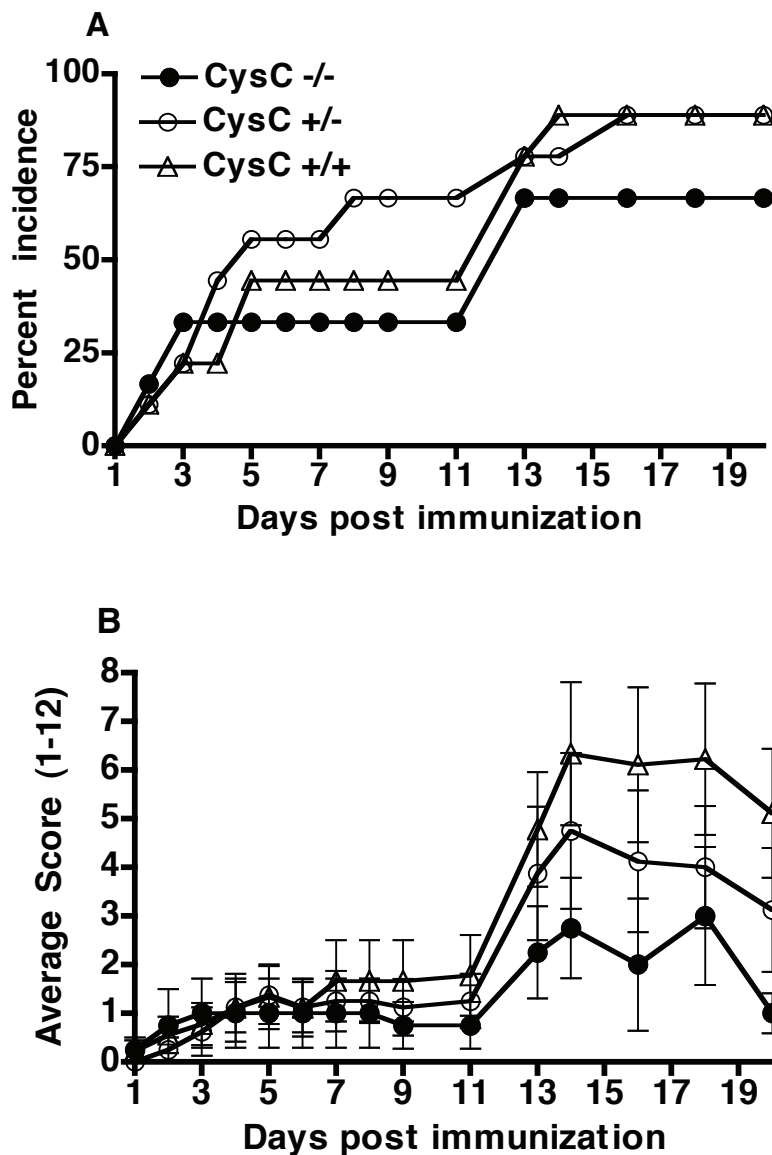 A
100
CysC -/-
CysC +/-
CysC +/+
75
50
25
0
Percent incidence
1 3 5 7 9 11 13 15 17 19
Days post immunization
B
8
7
6
5
4
3
2
1
0
Average Score (1-12)
1 3 5 7 9 11 13 15 17 19
Days post immunization